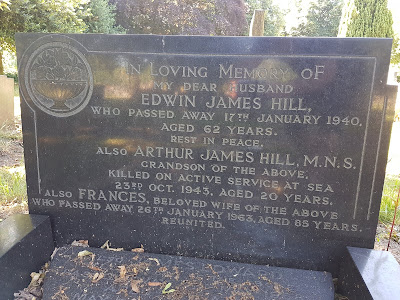 IN LOVING MEMORY OF
MY DEAR HUSBAND
EDWIN JAMES HILL,
WHO PASSED AWAY 17TH JANUARY 1940.
AGED 62 YEARS.
REST IN PEACE.
ALSO ARTHUR JAMES HILL, M.N.S.
GRANDSON OF THE ABOVE.
KILLED ON ACTIVE SERVICE AT SEA
23RD OCT. 1943, AGED 20 YEARS.
ALSO FRANCES, BELOVED WIFE OF THE ABOVE
WHO PASSED AWAY 26TH JANUARY 1963, AGED 85 YEARS.
REUNITED.